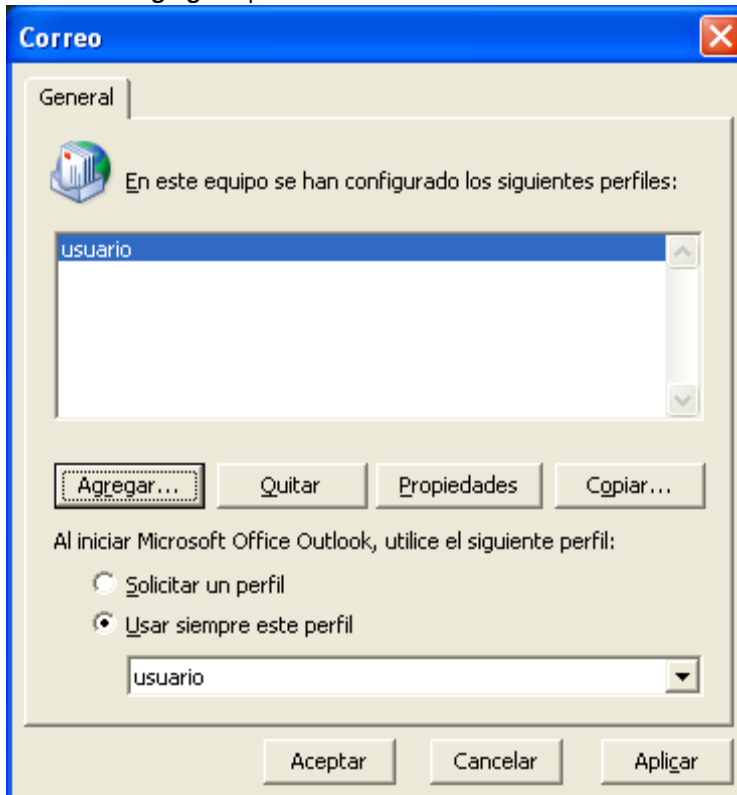 Correo
General
En este equipo se han configurado los siguientes perfiles:
usuario
Agregar... Quitar Propiedades Copiar...
Al iniciar Microsoft Office Outlook, utilice el siguiente perfil:
Solicitar un perfil
Usar siempre este perfil
usuario
Aceptar Cancelar Aplicar